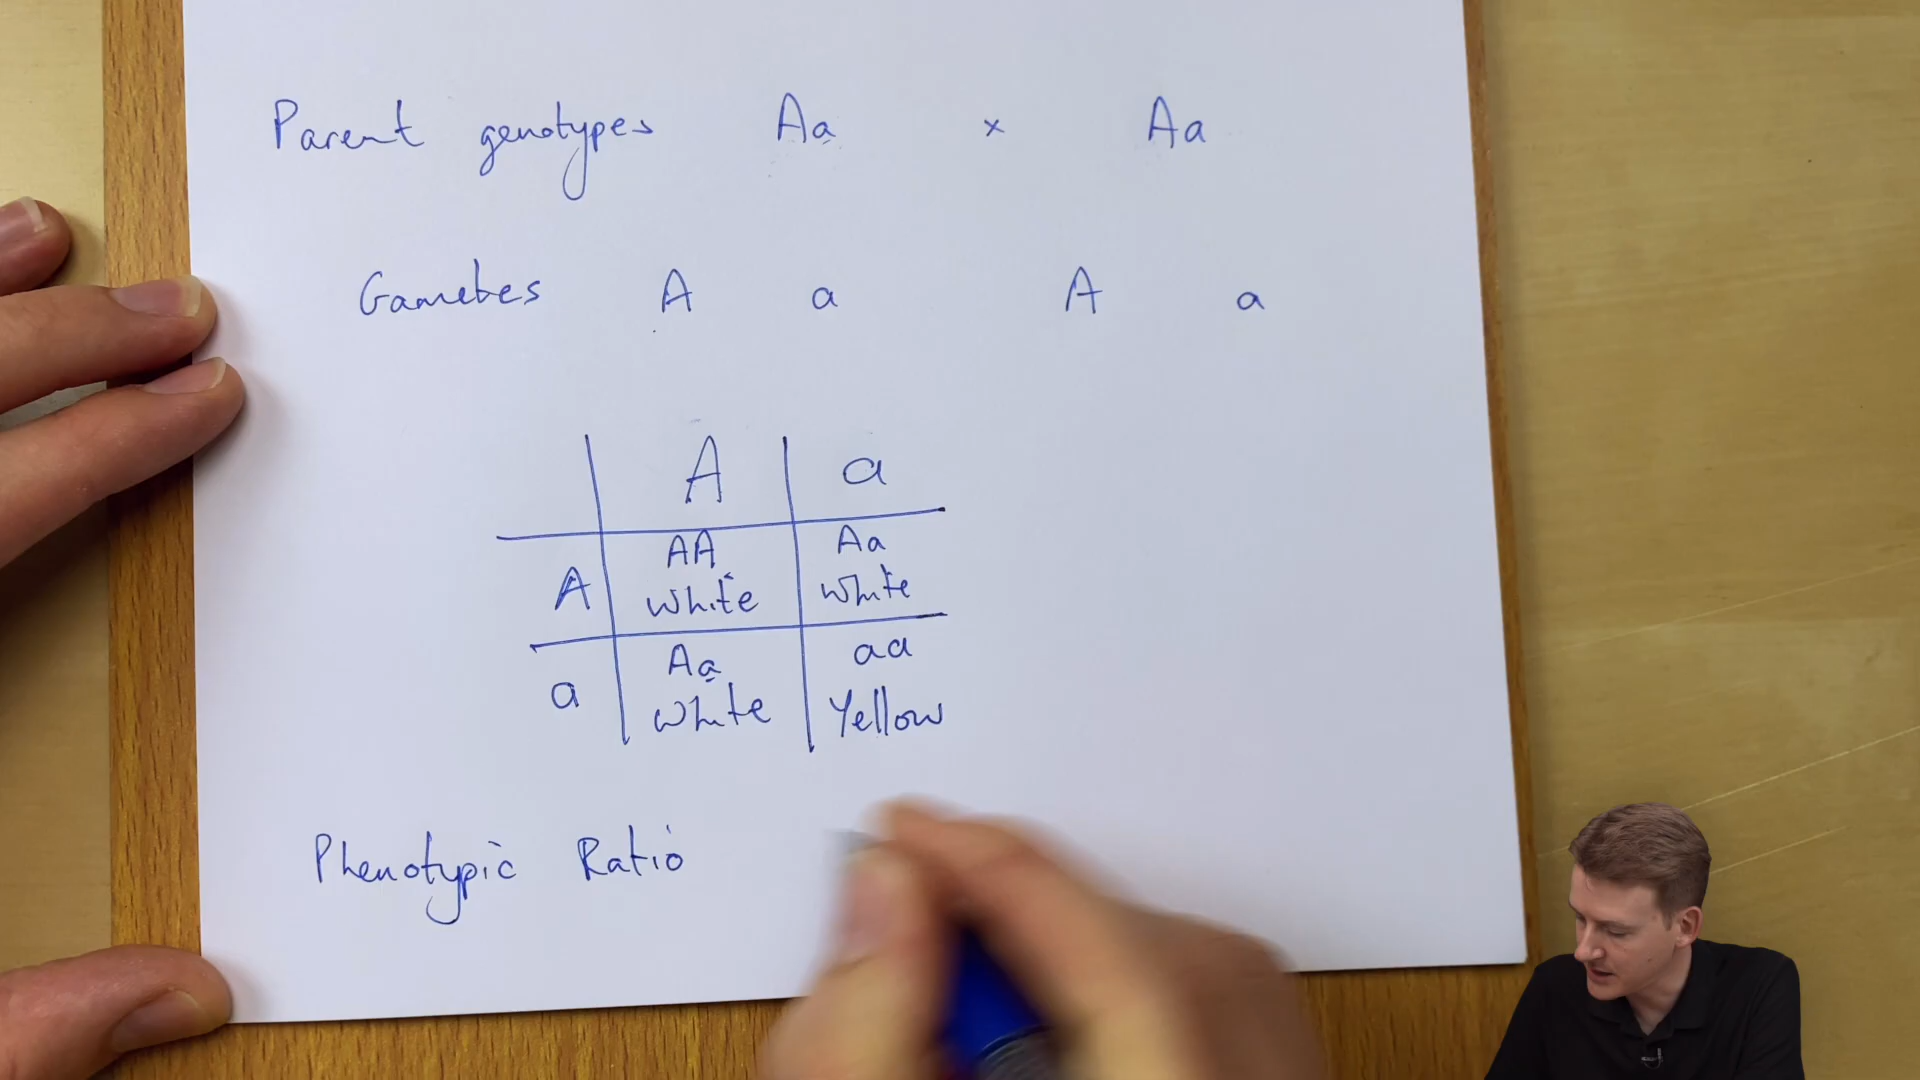 Parent genotypes Aa x Aa
Gametes A a A a
A a
A AA Aa
white white
a Aa aa
white Yellow
Phenotypic Ratio